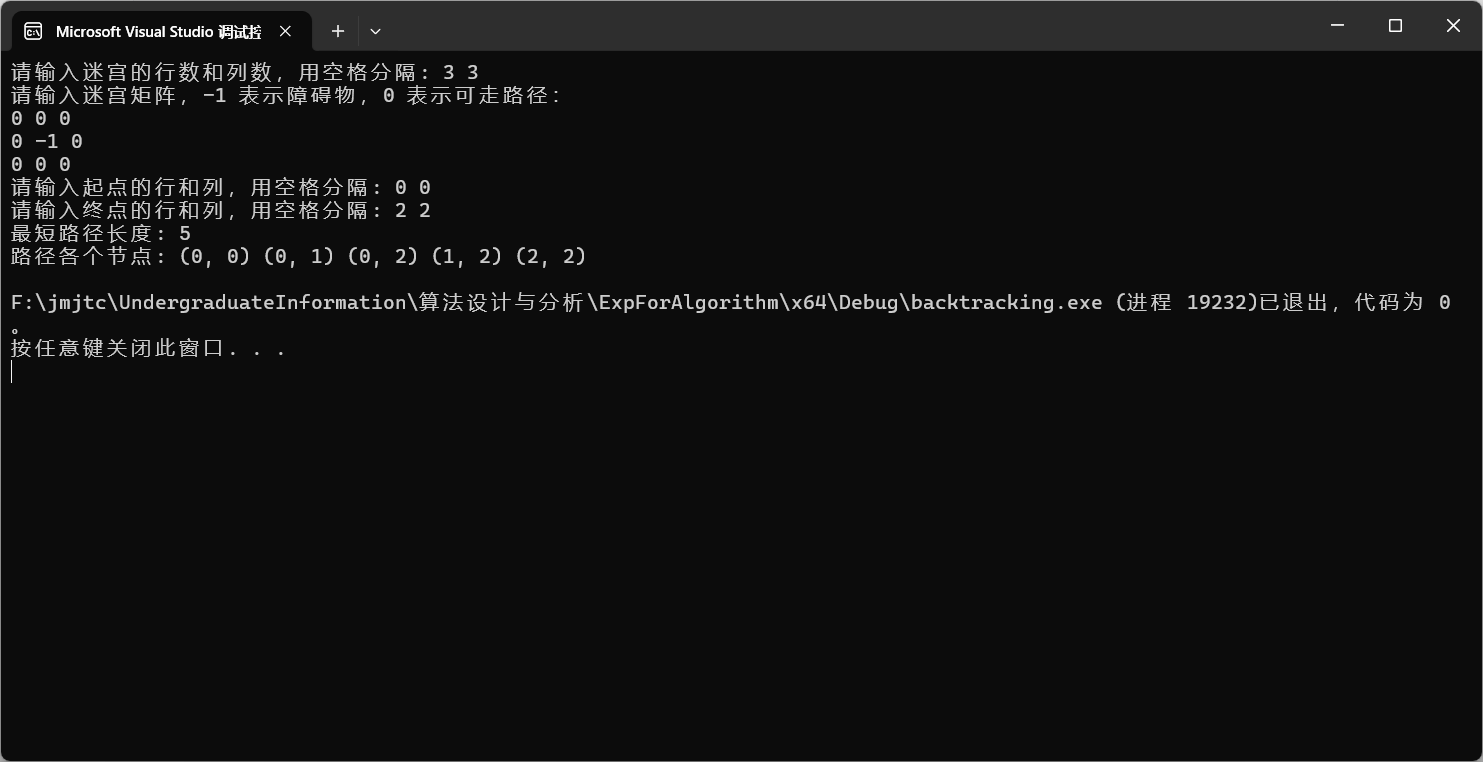 Microsoft Visual Studio 调试控
请输入迷宫的行数和列数，用空格分隔：3 3
请输入迷宫矩阵，-1 表示障碍物，0 表示可走路径：
0 0 0
0 -1 0
0 0 0
请输入起点的行和列，用空格分隔：0 0
请输入终点的行和列，用空格分隔：2 2
最短路径长度：5
路径各个节点：(0, 0) (0, 1) (0, 2) (1, 2) (2, 2)
F:\jmjtc\UndergraduateInformation\算法设计与分析\ExpForAlgorithm\x64\Debug\backtracking.exe (进程 19232)已退出，代码为 0
。
按任意键关闭此窗口. . .